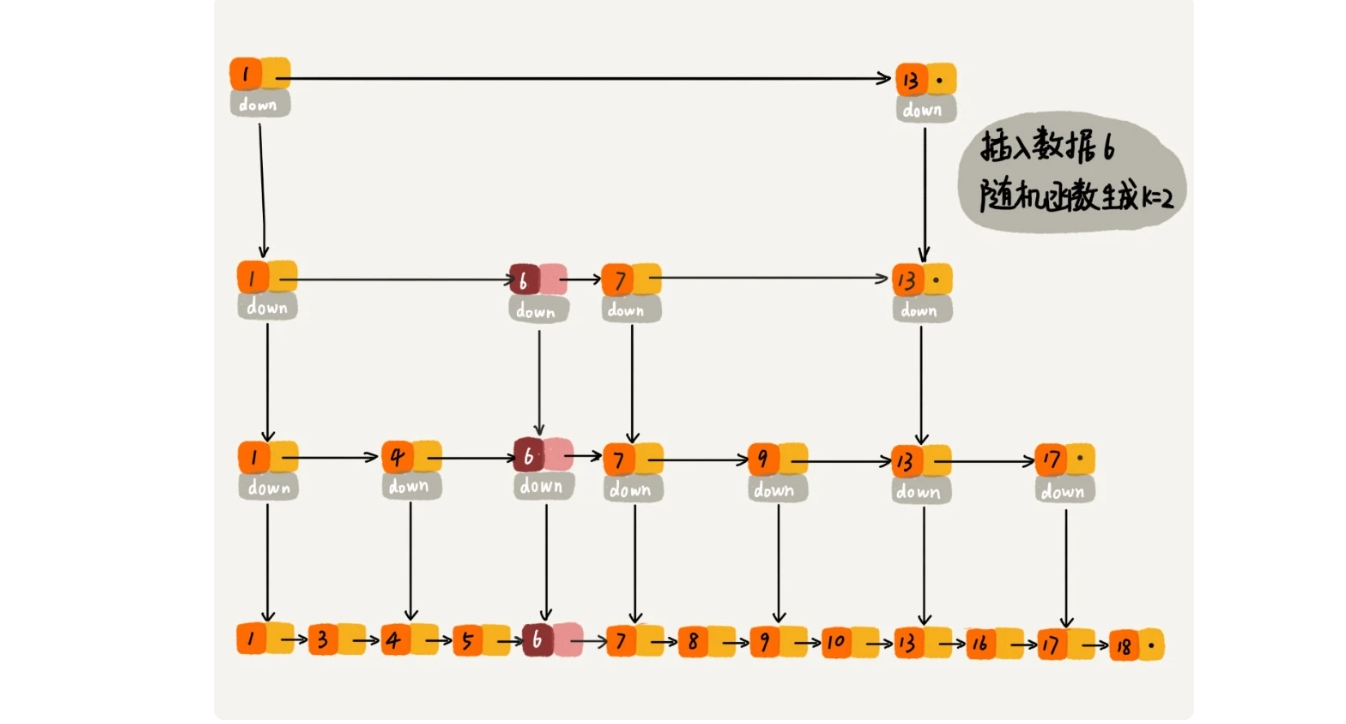 1 13
down down
插入数据6
随机函数生成K=2
1 6 7 13
down down down down
1 4 6 7 9 13 17
down down down down down down down
1 3 4 5 6 7 8 9 10 13 16 17 18